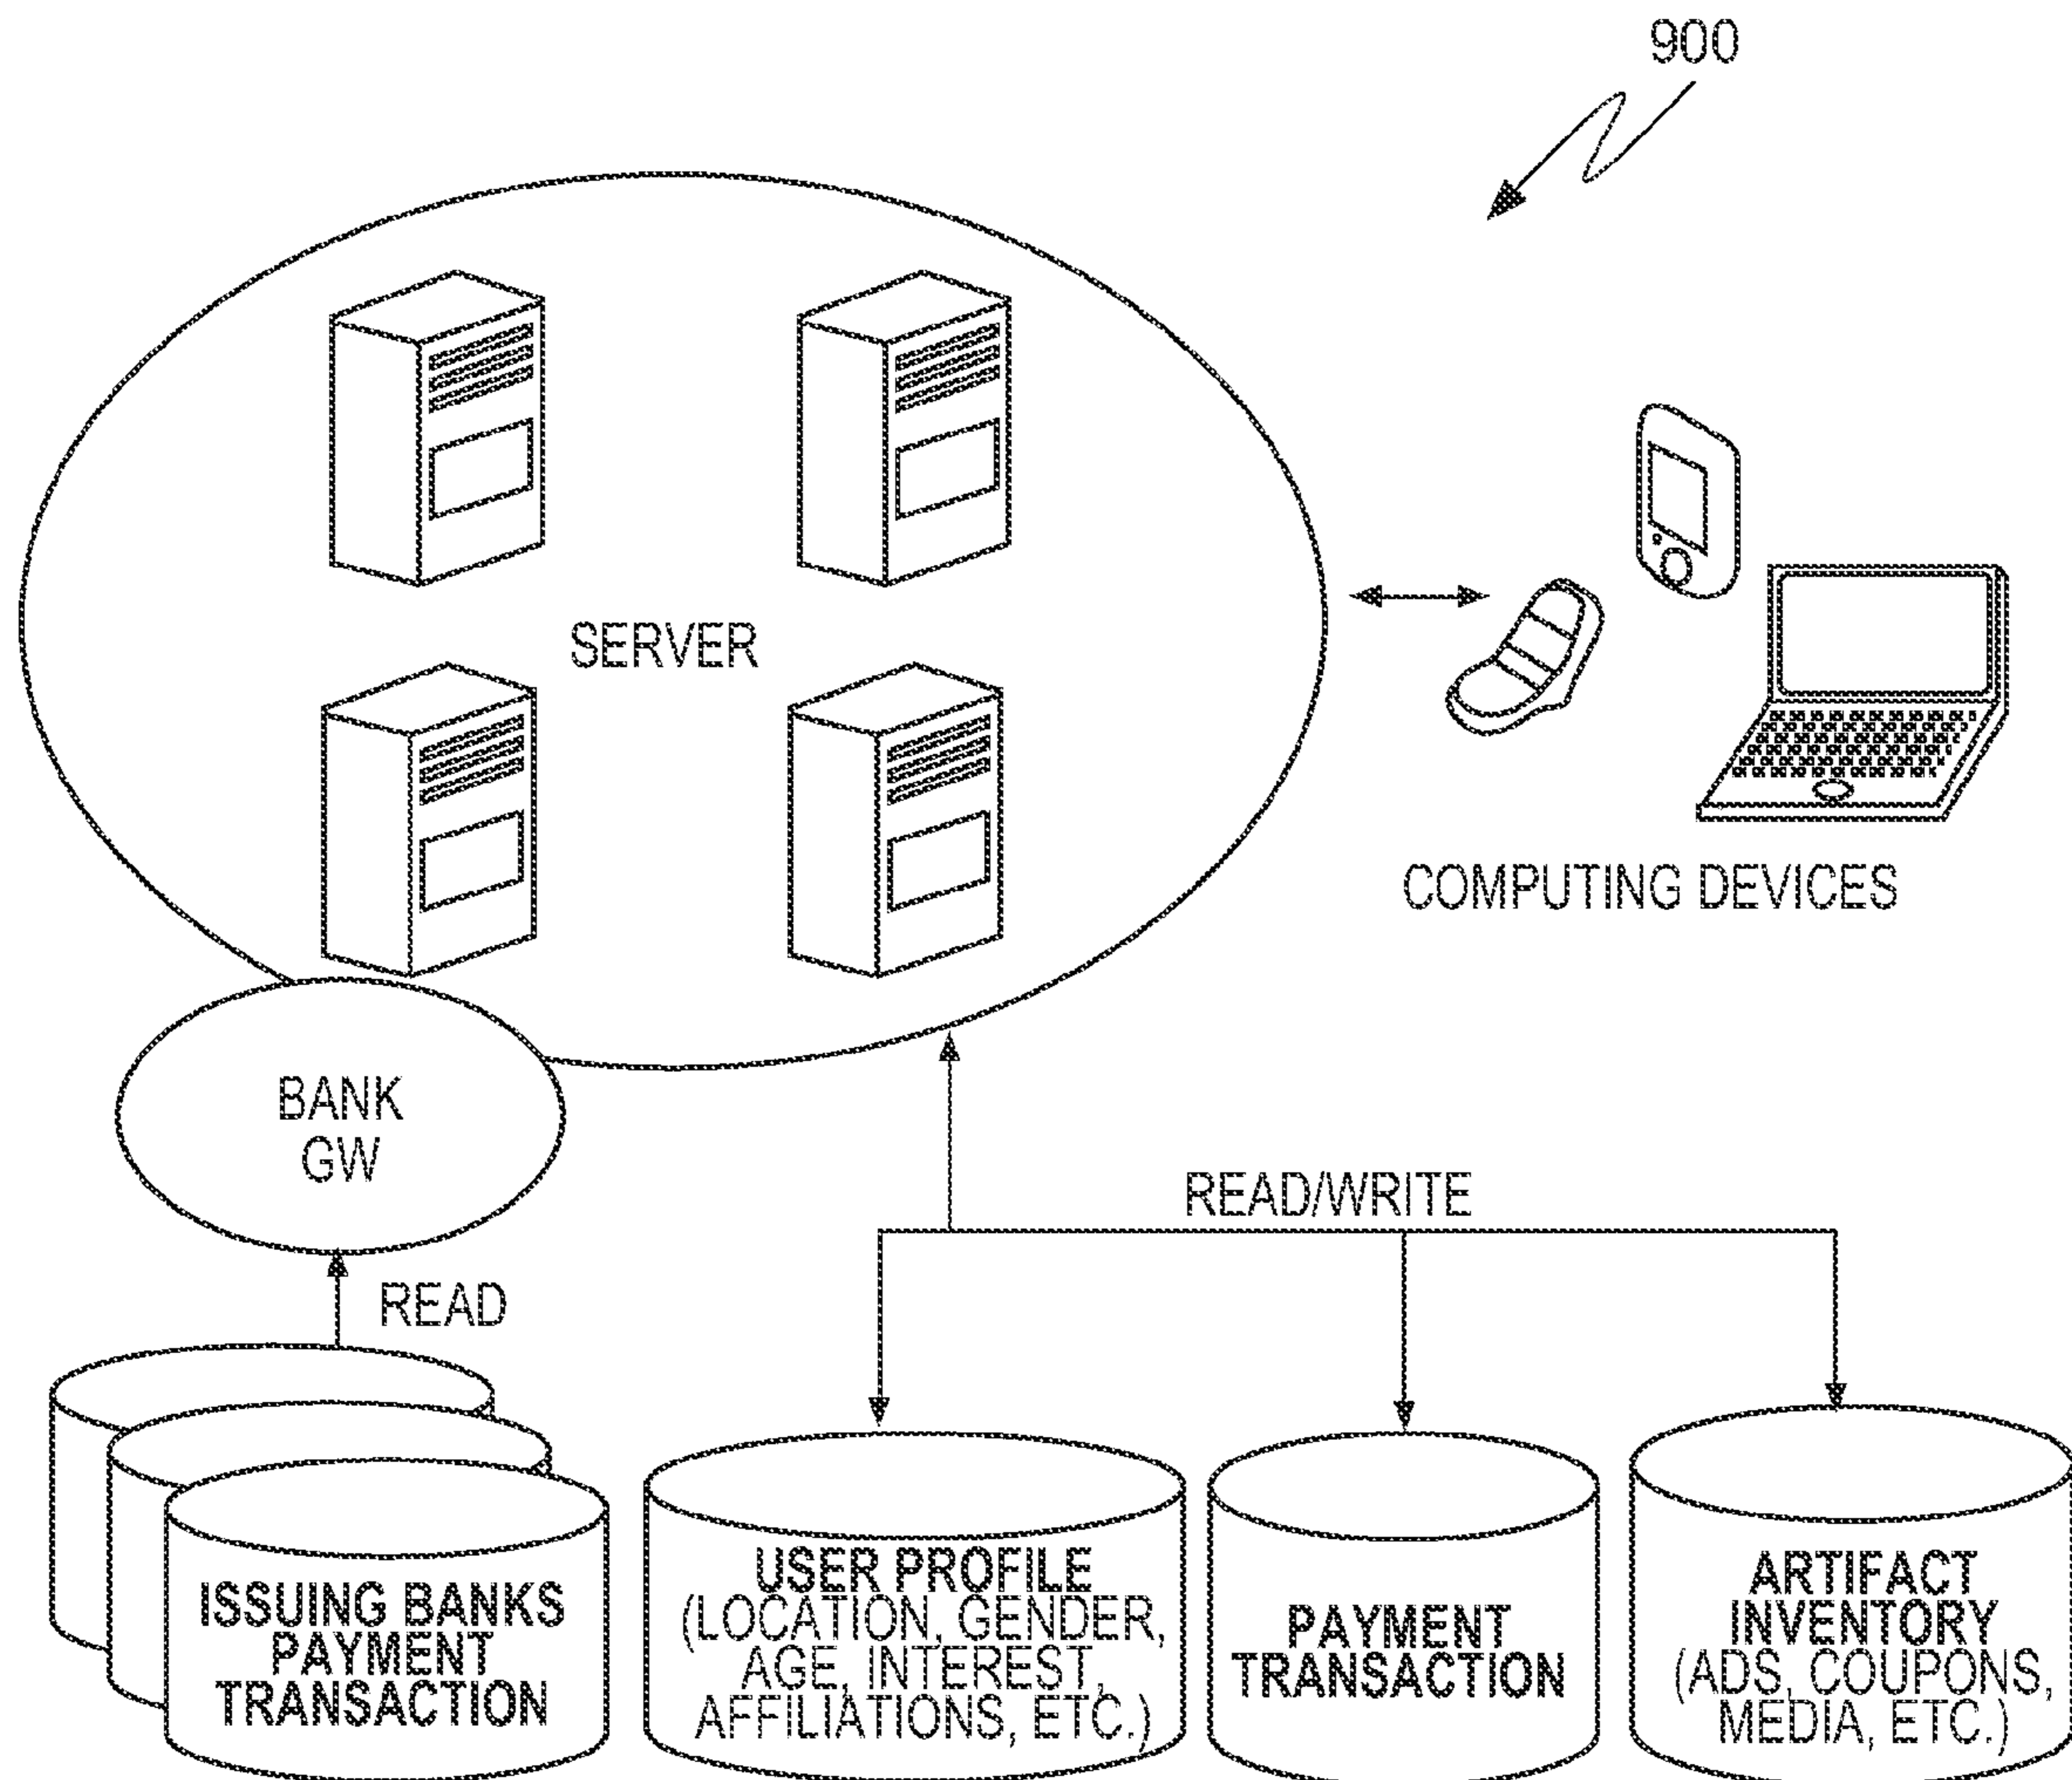 900
SERVER
COMPUTING DEVICES
BANK
GW
READ/WRITE
READ
ISSUING BANKS
PAYMENT
TRANSACTION
USER PROFILE
(LOCATION, GENDER,
AGE, INTEREST,
AFFILIATIONS, ETC.)
PAYMENT
TRANSACTION
ARTIFACT
INVENTORY
(ADS, COUPONS,
MEDIA, ETC.)